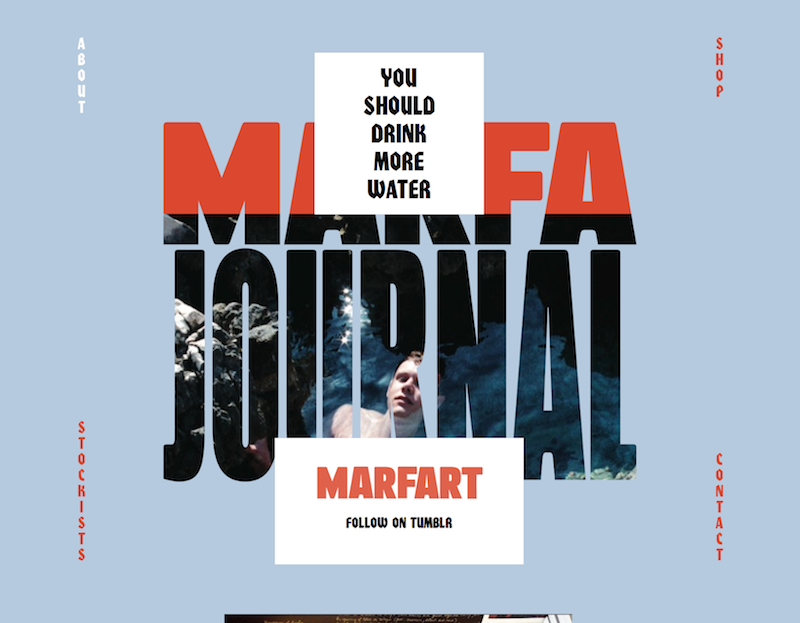 ABOUT
SHOP
YOU
SHOULD
DRINK
MORE
WATER
MARFA
JOURNAL
STOCKISTS
CONTACT
MARFART
FOLLOW ON TUMBLR